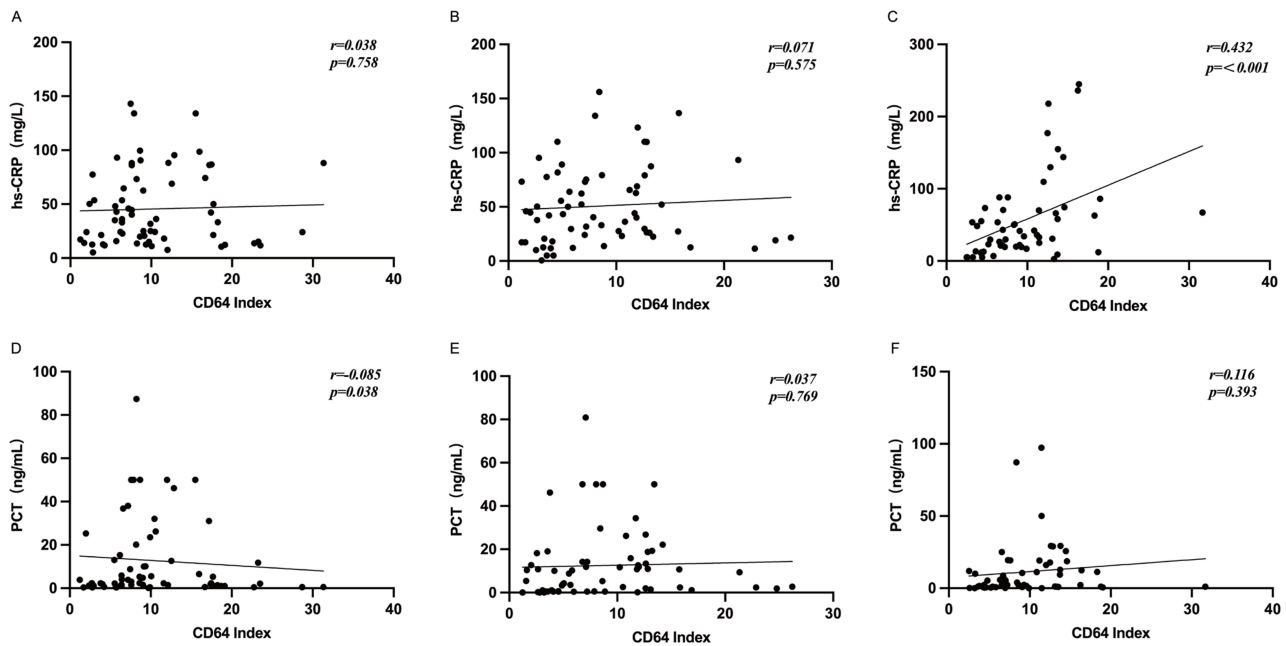 A
r=0.038
p=0.758
hs-CRP (mg/L)
200
150
100
50
0
0 10 20 30 40
CD64 Index
B
r=0.071
p=0.575
hs-CRP (mg/L)
200
150
100
50
0
0 10 20 30
CD64 Index
C
r=0.432
p=<0.001
hs-CRP (mg/L)
300
200
100
0
0 10 20 30 40
CD64 Index
D
r=-0.085
p=0.038
PCT (ng/mL)
100
80
60
40
20
0
0 10 20 30 40
CD64 Index
E
r=0.037
p=0.769
PCT (ng/mL)
100
80
60
40
20
0
0 10 20 30
CD64 Index
F
r=0.116
p=0.393
PCT (ng/mL)
150
100
50
0
0 10 20 30 40
CD64 Index